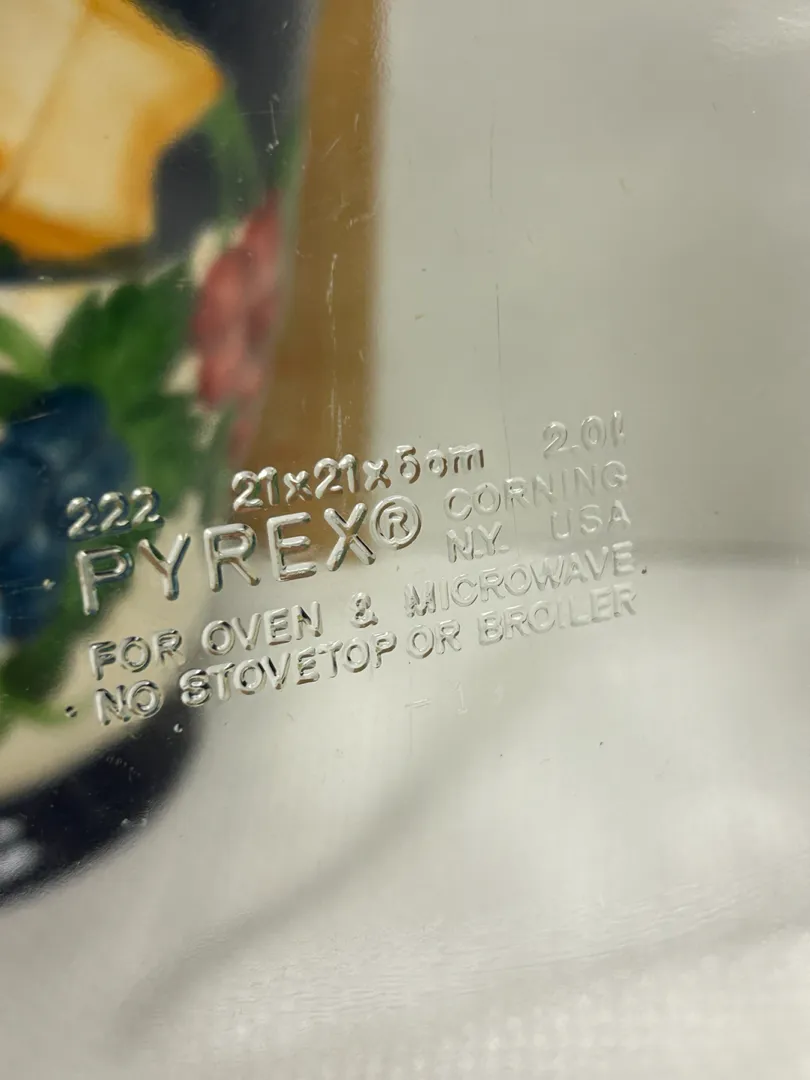 222 21x21x5cm 2.0l
PYREX® CORNING
N.Y. USA
FOR OVEN & MICROWAVE
NO STOVETOP OR BROILER